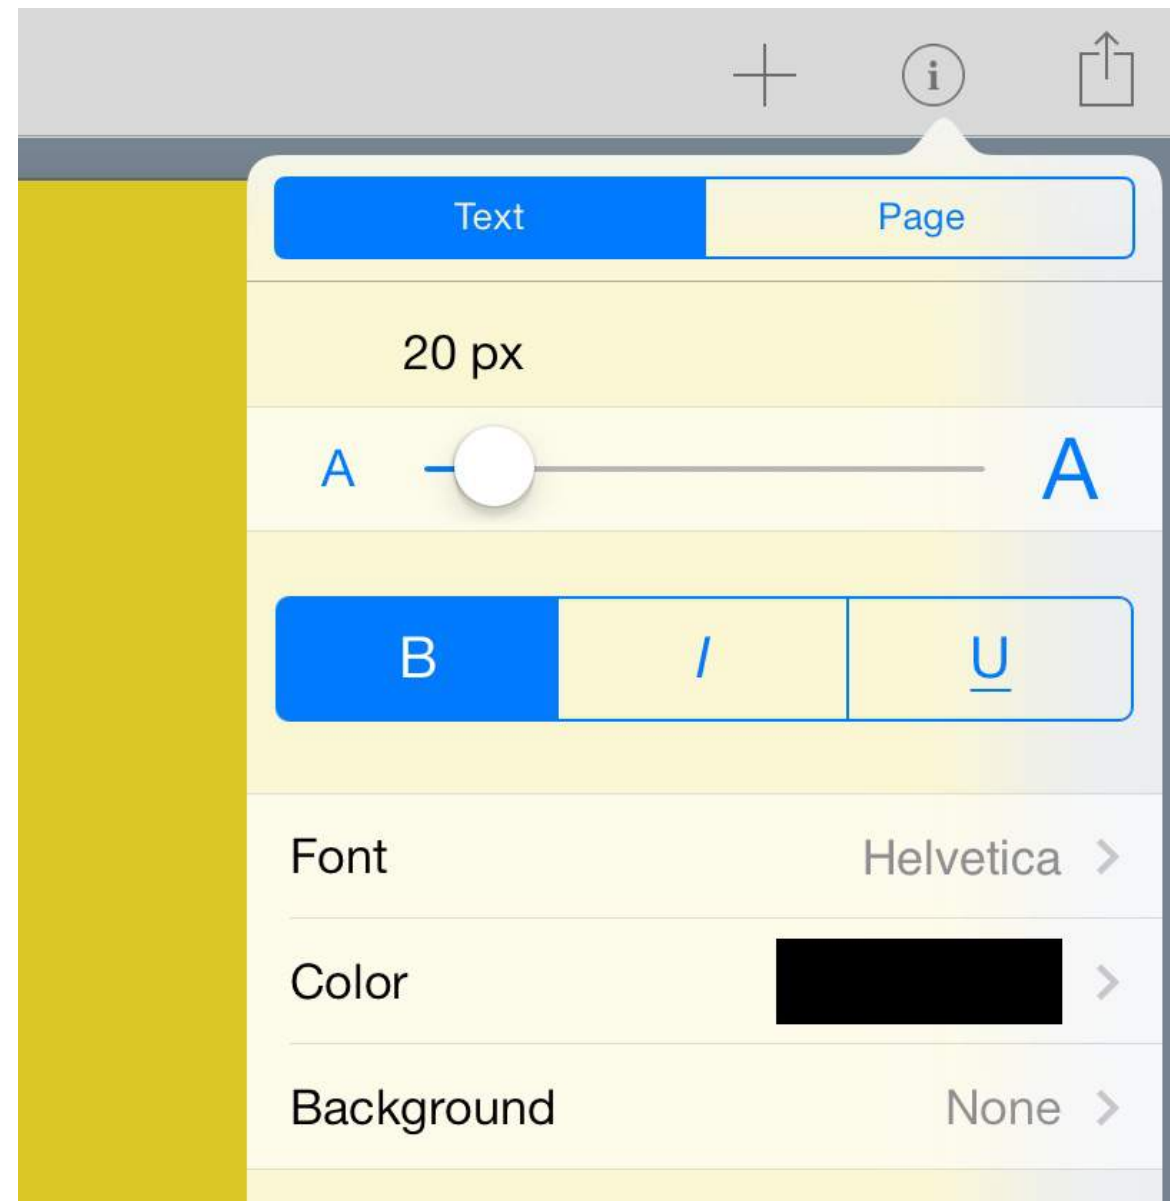 Text Page
20 px
A A
B I U
Font Helvetica
Color
Background None